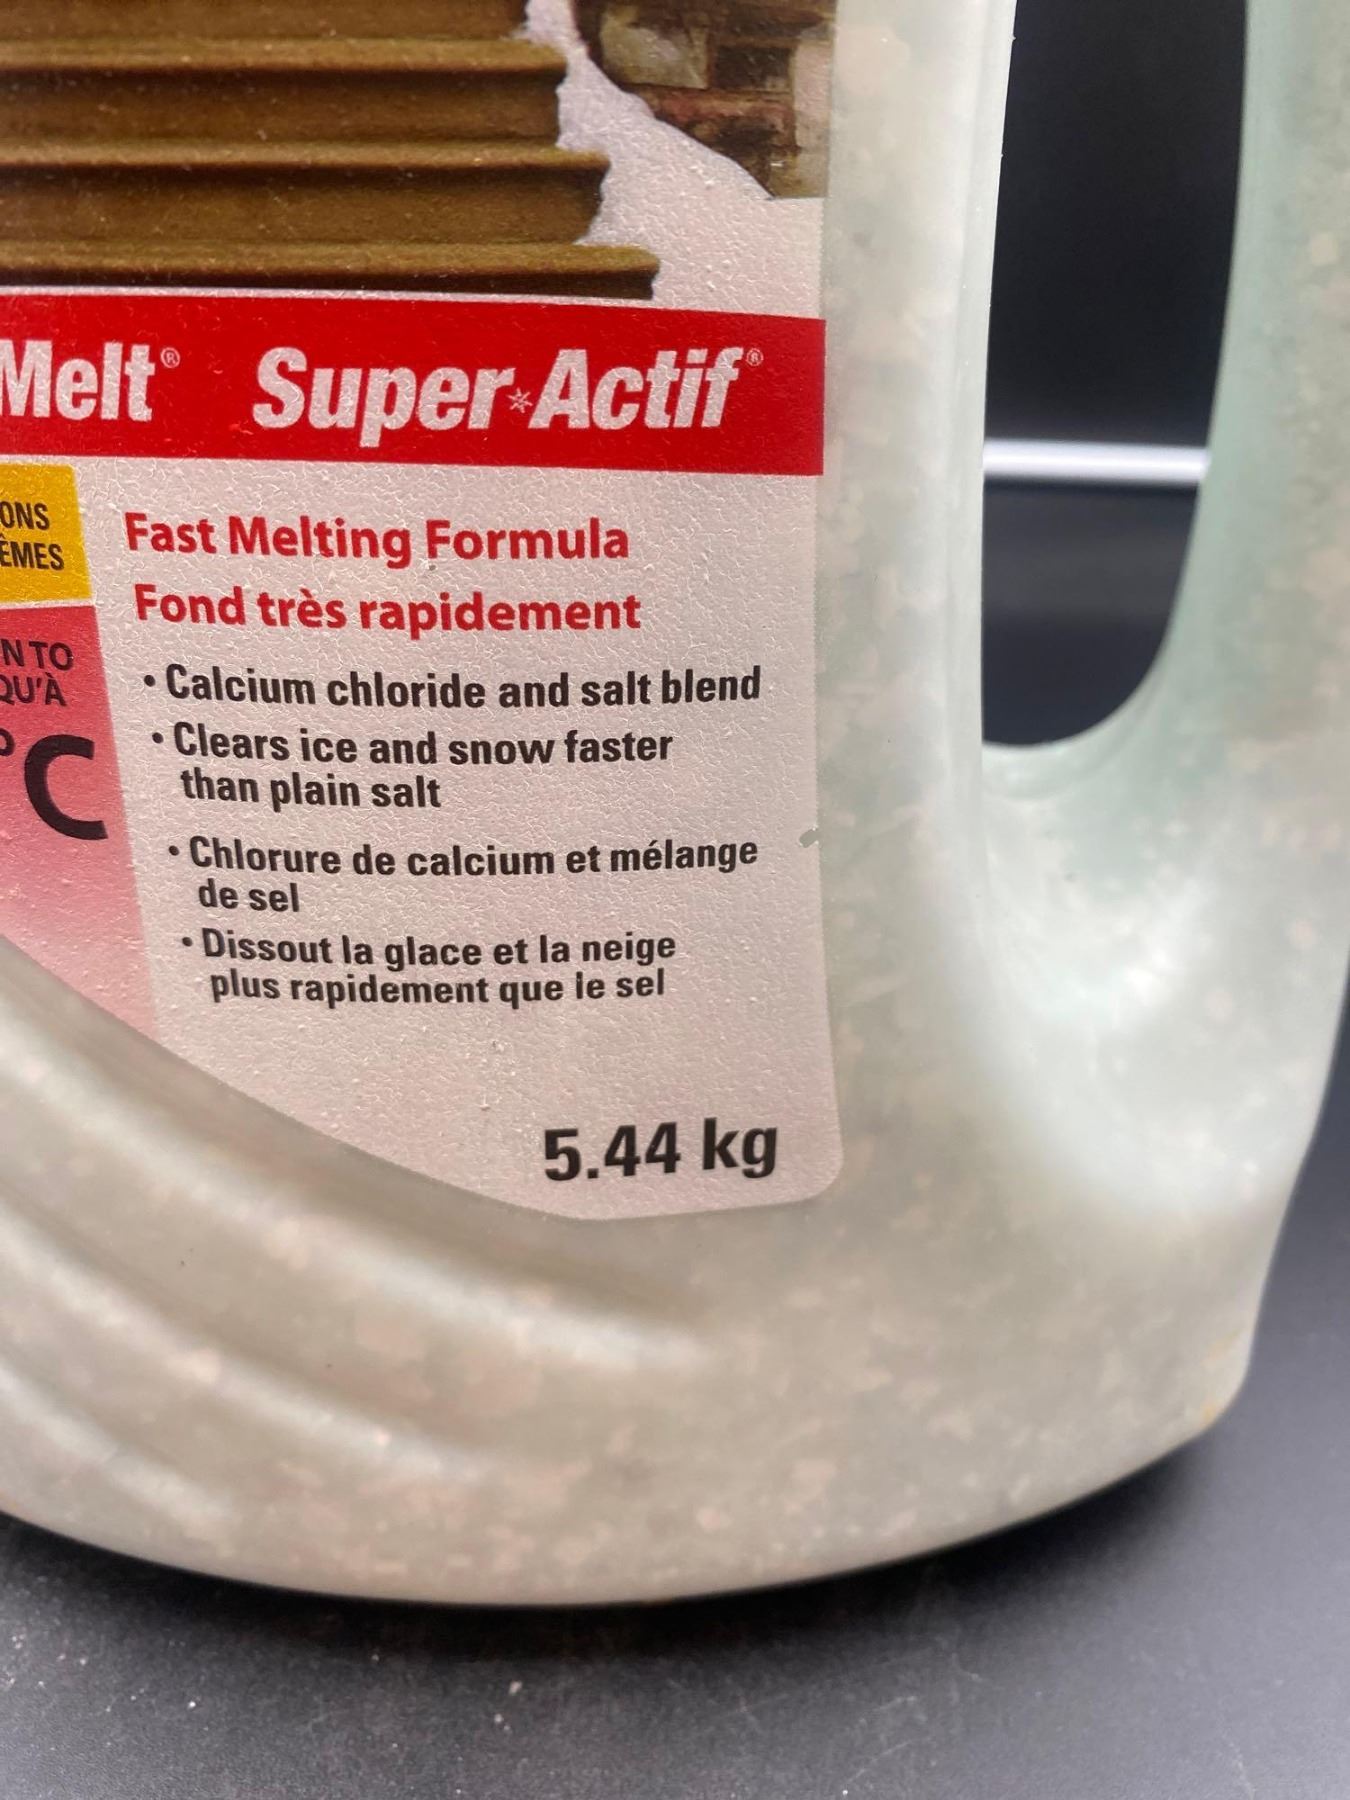 Melt® Super Actif®
ONS
ÊMES
Fast Melting Formula
Fond très rapidement
N TO
QU'À
°C
• Calcium chloride and salt blend
• Clears ice and snow faster
than plain salt
• Chlorure de calcium et mélange
de sel
• Dissout la glace et la neige
plus rapidement que le sel
5.44 kg